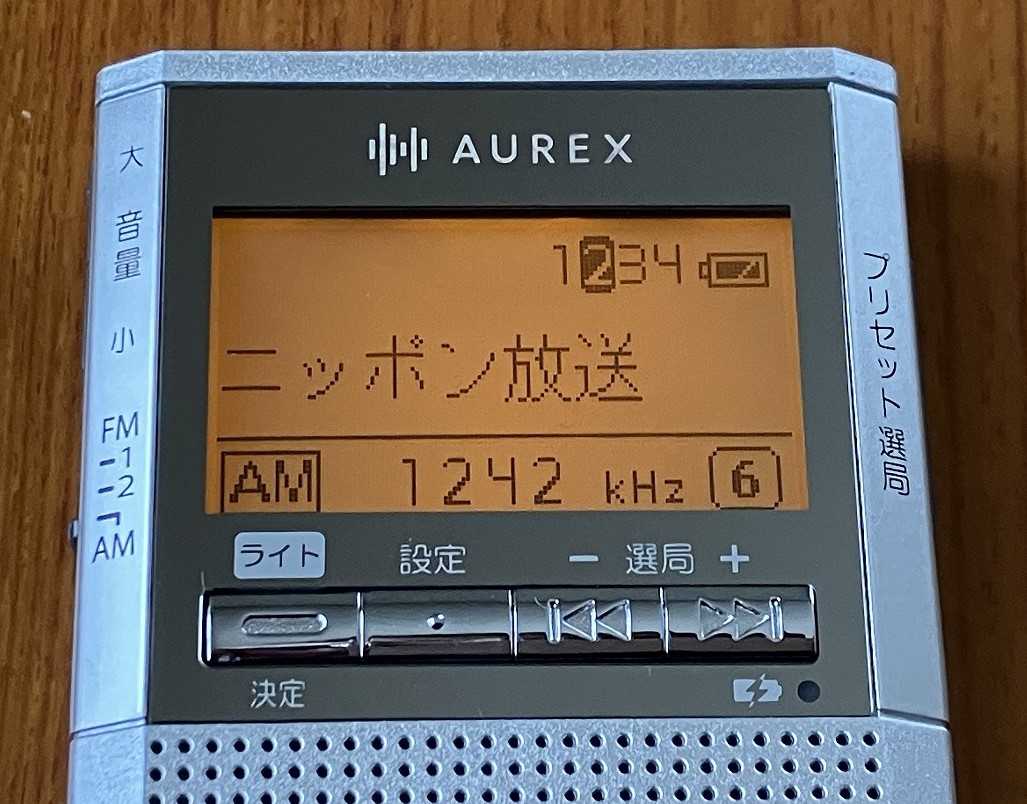 AUREX
大
音量
小
FM
1
2
AM
1234
ニッポン放送
AM 1242 kHz 6
プリセット選局
ライト 設定 － 選局 ＋
決定